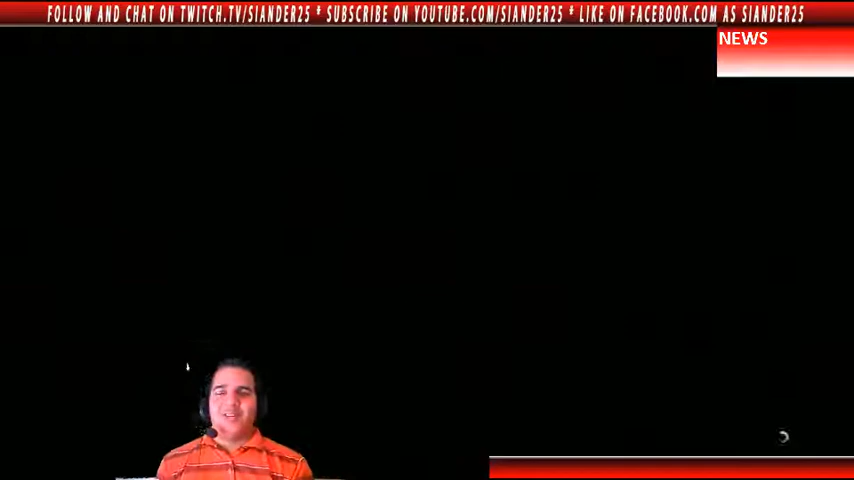 FOLLOW AND CHAT ON TWITCH.TV/SIANDER25 * SUBSCRIBE ON YOUTUBE.COM/SIANDER25 * LIKE ON FACEBOOK.COM AS SIANDER25
NEWS